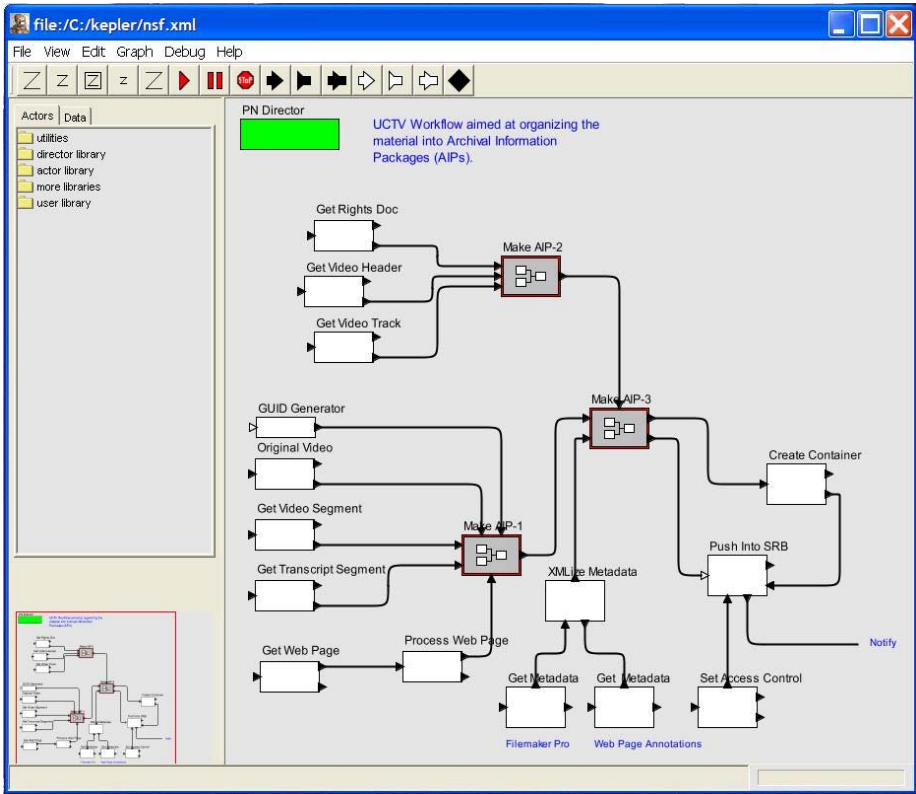 file:/C:/kepler/nsf.xml
File View Edit Graph Debug Help
Z Z Z Z Z STOP
Actors Data
utilities
director library
actor library
more libraries
user library
PN Director
UCTV Workflow aimed at organizing the
material into Archival Information
Packages (AIPs).
Get Rights Doc
Make AIP-2
Get Video Header
Get Video Track
Make AIP-3
GUID Generator
Original Video
Create Container
Get Video Segment
Make AIP-1
Push Into SRB
Get Transcript Segment
XMLize Metadata
Process Web Page
Get Web Page
Notify
Get Metadata
Get Metadata
Set Access Control
Filemaker Pro
Web Page Annotations